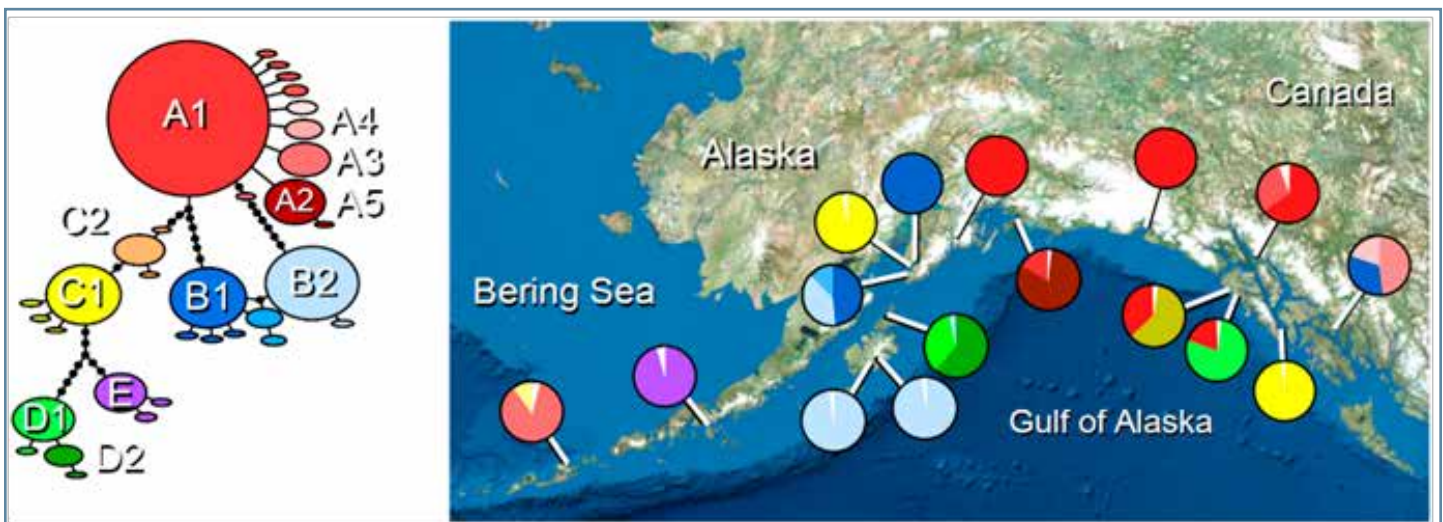 A1
A4
A3
A2
A5
C2
C1
B1
B2
E
D1
D2
Canada
Alaska
Bering Sea
Gulf of Alaska